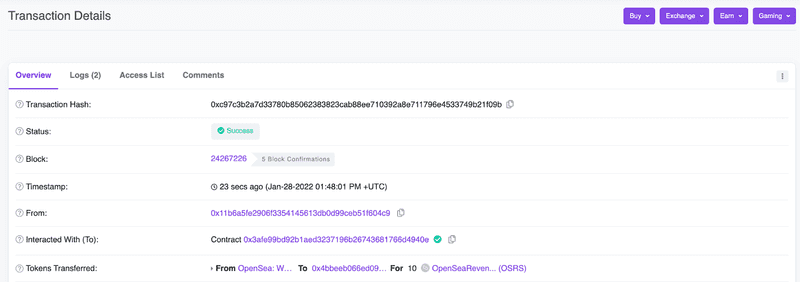 Transaction Details
Buy Exchange Earn Gaming
Overview Logs (2) Access List Comments
Transaction Hash: 0xc97c3b2a7d33780b85062383823cab88ee710392a8e711796e4533749b21f09b
Status: Success
Block: 24267226 5 Block Confirmations
Timestamp: 23 secs ago (Jan-28-2022 01:48:01 PM +UTC)
From: 0x11b6a5fe2906f3354145613db0d99ceb51f604c9
Interacted With (To): Contract 0x3afe99bd92b1aed3237196b26743681766d4940e
Tokens Transferred: From OpenSea: W... To 0x4bbeeb066ed09... For 10 OpenSeaReven... (OSRS)